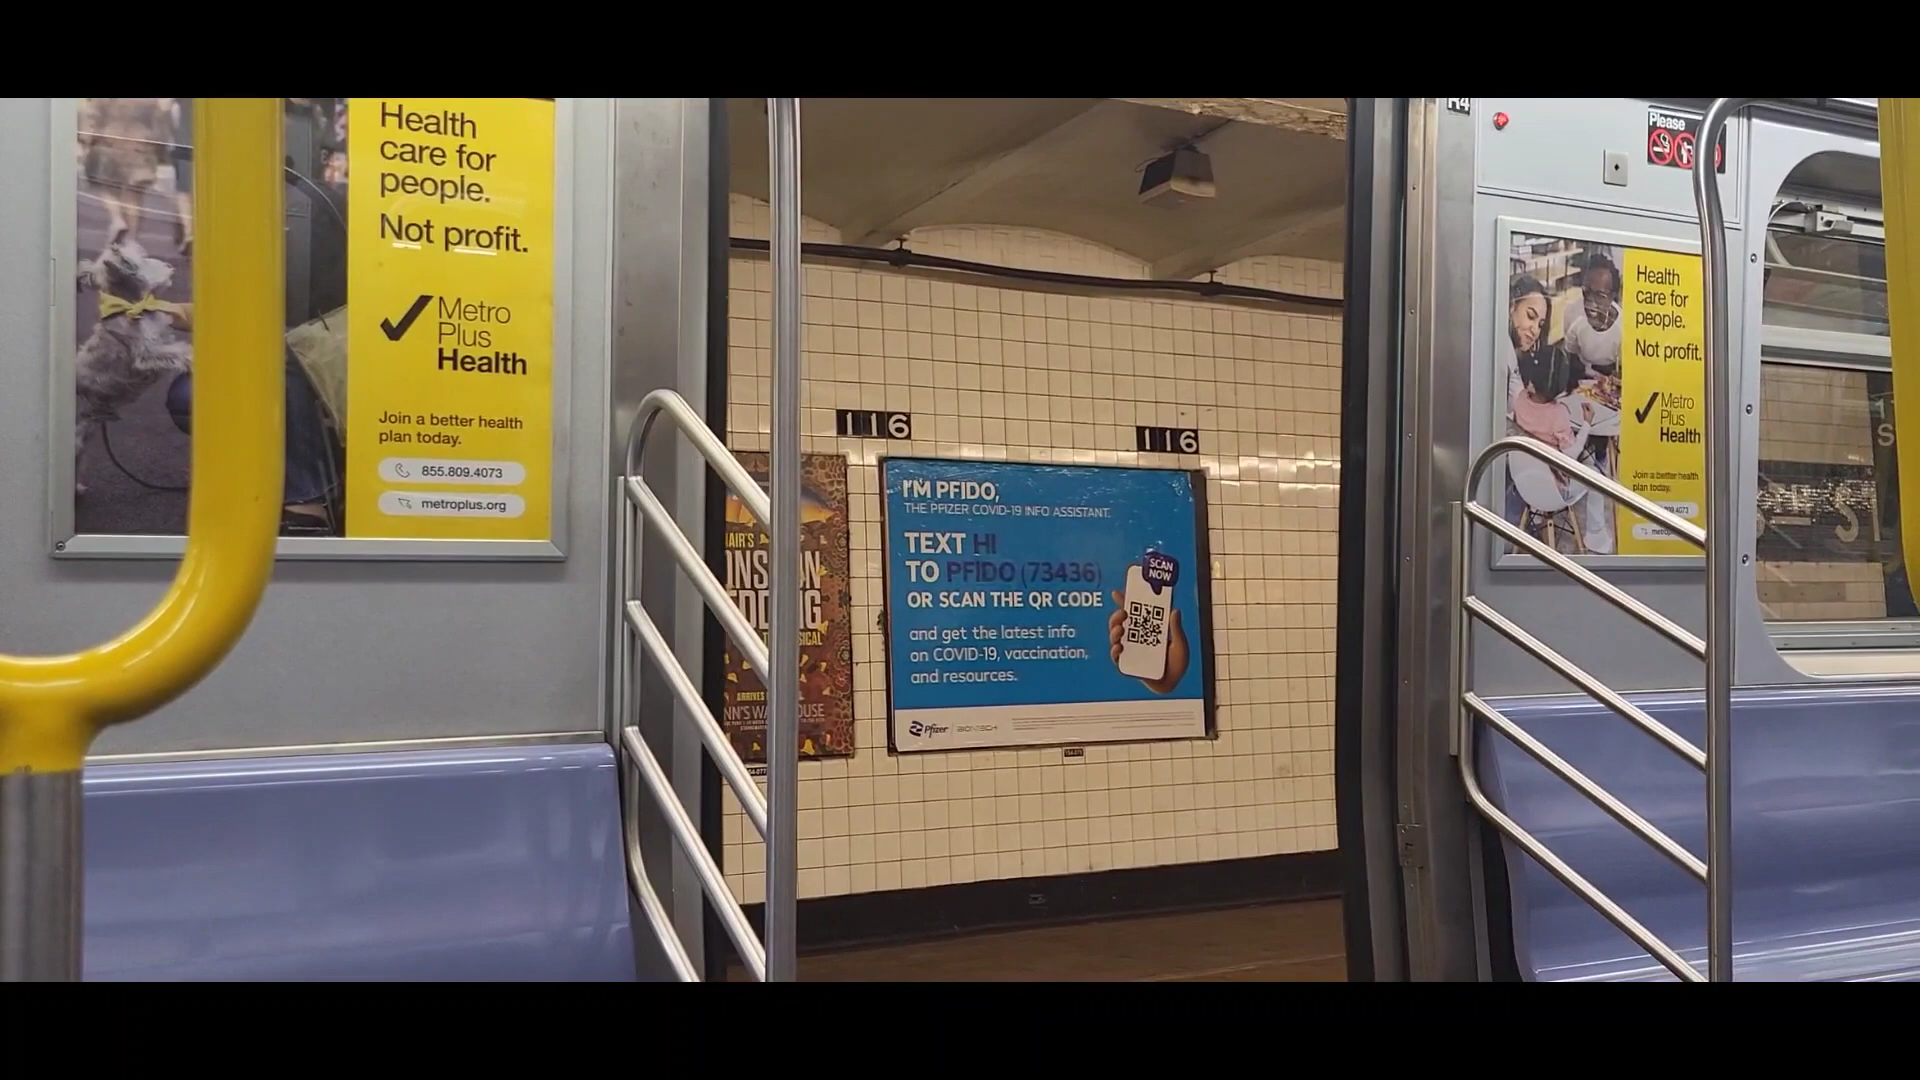 Health
care for
people.
Not profit.
Metro
Plus
Health
Join a better health
plan today.
855.809.4073
metroplus.org
116
116
ARRIVES
I'M PFIDO,
THE PFIZER COVID-19 INFO ASSISTANT.
TEXT HI
TO PFIDO (73436)
OR SCAN THE QR CODE
and get the latest info
on COVID-19, vaccination,
and resources.
SCAN
NOW
Pfizer
BIONTECH
Please
Health
care for
people.
Not profit.
Metro
Plus
Health
Join a better health
plan today.